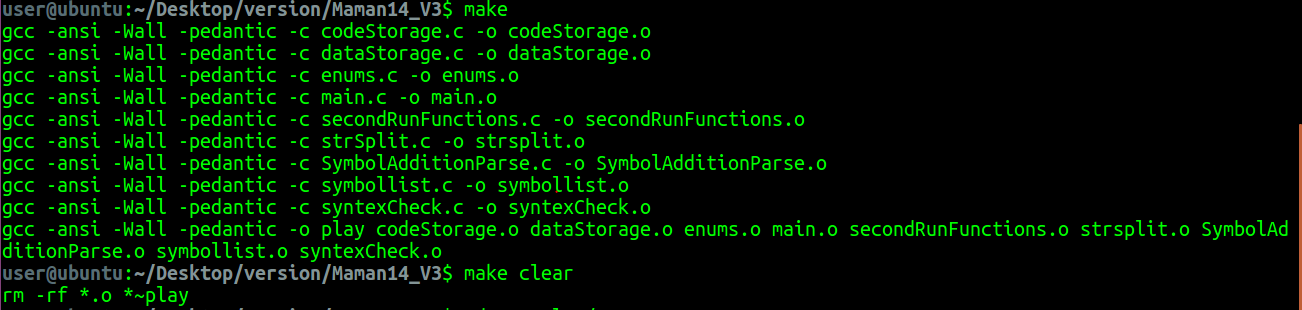 user@ubuntu:~/Desktop/version/Maman14_V3$ make
gcc -ansi -Wall -pedantic -c codeStorage.c -o codeStorage.o
gcc -ansi -Wall -pedantic -c dataStorage.c -o dataStorage.o
gcc -ansi -Wall -pedantic -c enums.c -o enums.o
gcc -ansi -Wall -pedantic -c main.c -o main.o
gcc -ansi -Wall -pedantic -c secondRunFunctions.c -o secondRunFunctions.o
gcc -ansi -Wall -pedantic -c strSplit.c -o strsplit.o
gcc -ansi -Wall -pedantic -c SymbolAdditionParse.c -o SymbolAdditionParse.o
gcc -ansi -Wall -pedantic -c symbollist.c -o symbollist.o
gcc -ansi -Wall -pedantic -c syntexCheck.c -o syntexCheck.o
gcc -ansi -Wall -pedantic -o play codeStorage.o dataStorage.o enums.o main.o secondRunFunctions.o strsplit.o SymbolAd
ditionParse.o symbollist.o syntexCheck.o
user@ubuntu:~/Desktop/version/Maman14_V3$ make clear
rm -rf *.o *~play